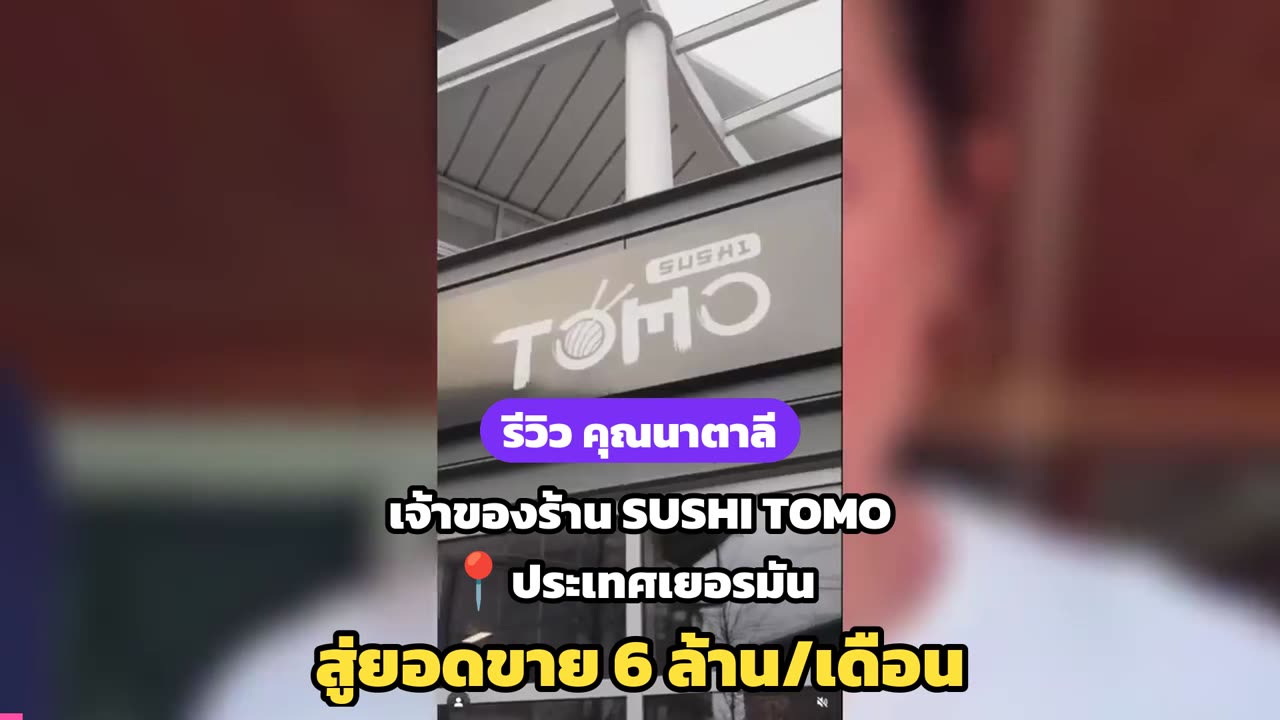 SUSHI
TOMO
รีวิว คุณนาตาลี
เจ้าของร้าน SUSHI TOMO
📍 ประเทศเยอรมัน
สู่ยอดขาย 6 ล้าน/เดือน